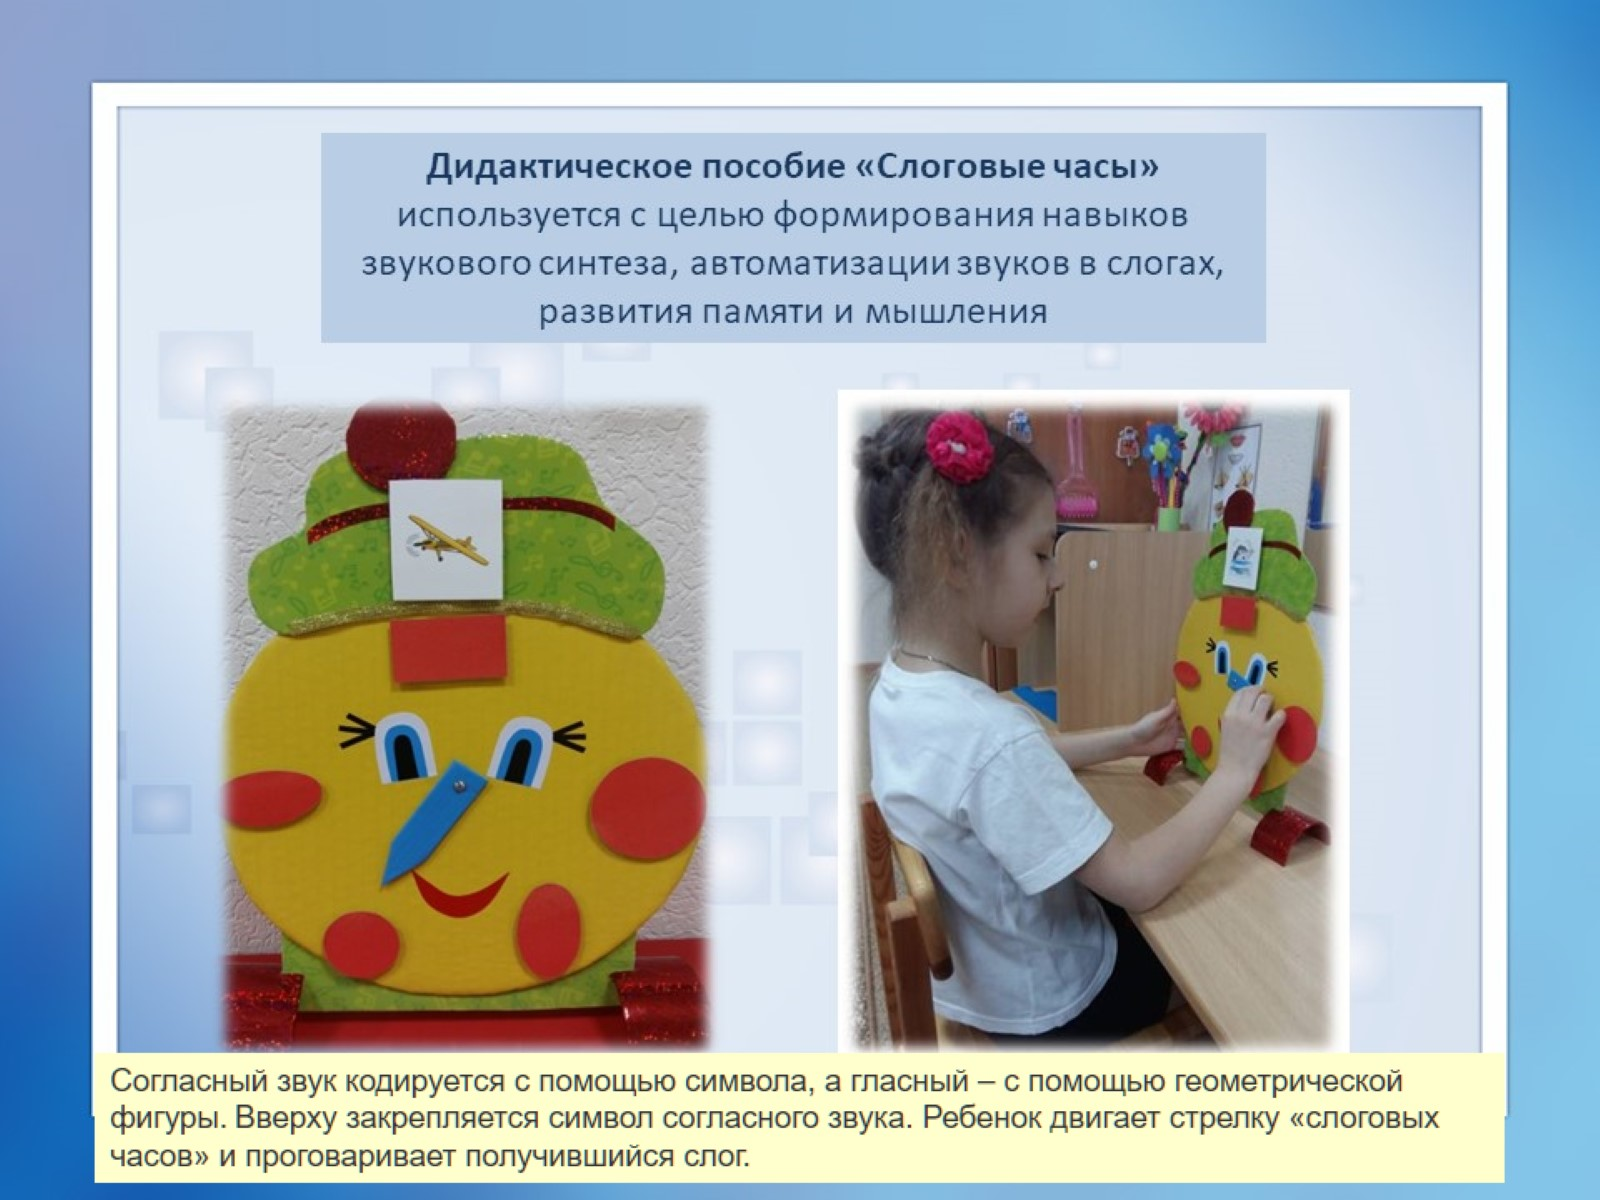 Дидактическое пособие «Слоговые часы»
используется с целью формирования навыков
звукового синтеза, автоматизации звуков в слогах,
развития памяти и мышления
Согласный звук кодируется с помощью символа, а гласный – с помощью геометрической
фигуры. Вверху закрепляется символ согласного звука. Ребенок двигает стрелку «слоговых
часов» и проговаривает получившийся слог.